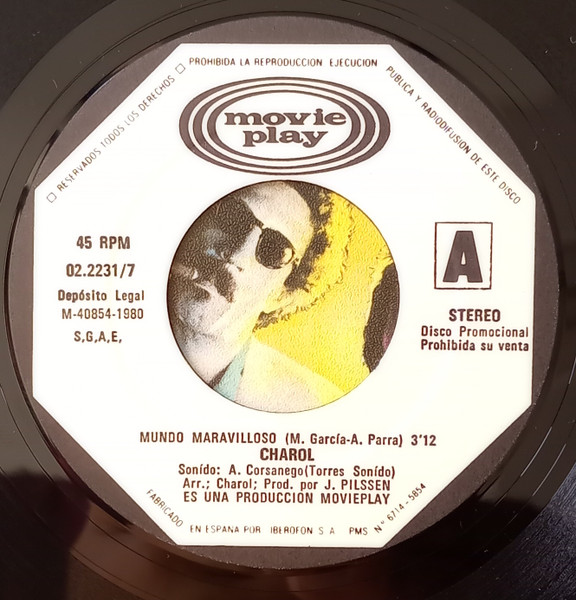 □ RESERVADOS TODOS LOS DERECHOS □ PROHIBIDA LA REPRODUCCION EJECUCION PUBLICA Y RADIODIFUSION DE ESTE DISCO
movie
play
45 RPM
02.2231/7
Depósito Legal
M-40854-1980
S,G,A,E,
A
STEREO
Disco Promocional
Prohibida su venta
MUNDO MARAVILLOSO (M. García-A. Parra) 3'12
CHAROL
Sonído: A. Corsanego(Torres Sonído)
Arr.; Charol; Prod. por J. PILSSEN
ES UNA PRODUCCION MOVIEPLAY
FABRICADO EN ESPAÑA POR IBEROFON S A PMS Nº 6714-5854